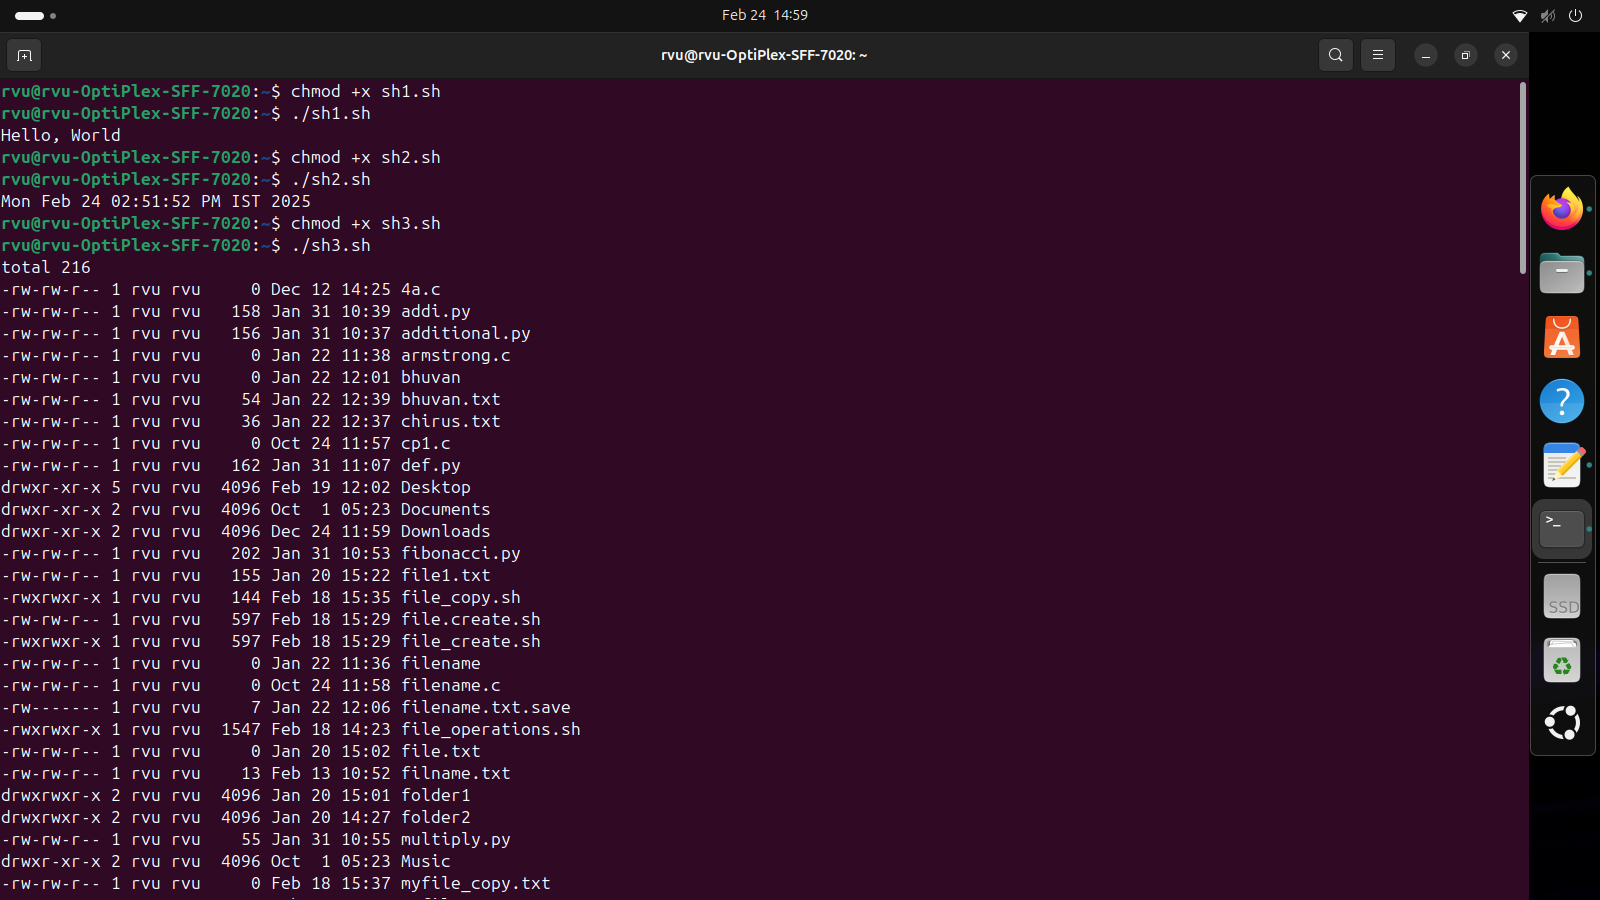 Feb 24 14:59
rvu@rvu-OptiPlex-SFF-7020: ~
rvu@rvu-OptiPlex-SFF-7020:~$ chmod +x sh1.sh
rvu@rvu-OptiPlex-SFF-7020:~$ ./sh1.sh
Hello, World
rvu@rvu-OptiPlex-SFF-7020:~$ chmod +x sh2.sh
rvu@rvu-OptiPlex-SFF-7020:~$ ./sh2.sh
Mon Feb 24 02:51:52 PM IST 2025
rvu@rvu-OptiPlex-SFF-7020:~$ chmod +x sh3.sh
rvu@rvu-OptiPlex-SFF-7020:~$ ./sh3.sh
total 216
-rw-rw-r-- 1 rvu rvu     0 Dec 12 14:25 4a.c
-rw-rw-r-- 1 rvu rvu   158 Jan 31 10:39 addi.py
-rw-rw-r-- 1 rvu rvu   156 Jan 31 10:37 additional.py
-rw-rw-r-- 1 rvu rvu     0 Jan 22 11:38 armstrong.c
-rw-rw-r-- 1 rvu rvu     0 Jan 22 12:01 bhuvan
-rw-rw-r-- 1 rvu rvu    54 Jan 22 12:39 bhuvan.txt
-rw-rw-r-- 1 rvu rvu    36 Jan 22 12:37 chirus.txt
-rw-rw-r-- 1 rvu rvu     0 Oct 24 11:57 cp1.c
-rw-rw-r-- 1 rvu rvu   162 Jan 31 11:07 def.py
drwxr-xr-x 5 rvu rvu  4096 Feb 19 12:02 Desktop
drwxr-xr-x 2 rvu rvu  4096 Oct  1 05:23 Documents
drwxr-xr-x 2 rvu rvu  4096 Dec 24 11:59 Downloads
-rw-rw-r-- 1 rvu rvu   202 Jan 31 10:53 fibonacci.py
-rw-rw-r-- 1 rvu rvu   155 Jan 20 15:22 file1.txt
-rwxrwxr-x 1 rvu rvu   144 Feb 18 15:35 file_copy.sh
-rw-rw-r-- 1 rvu rvu   597 Feb 18 15:29 file.create.sh
-rwxrwxr-x 1 rvu rvu   597 Feb 18 15:29 file_create.sh
-rw-rw-r-- 1 rvu rvu     0 Jan 22 11:36 filename
-rw-rw-r-- 1 rvu rvu     0 Oct 24 11:58 filename.c
-rw------- 1 rvu rvu     7 Jan 22 12:06 filename.txt.save
-rwxrwxr-x 1 rvu rvu  1547 Feb 18 14:23 file_operations.sh
-rw-rw-r-- 1 rvu rvu     0 Jan 20 15:02 file.txt
-rw-rw-r-- 1 rvu rvu    13 Feb 13 10:52 filname.txt
drwxrwxr-x 2 rvu rvu  4096 Jan 20 15:01 folder1
drwxrwxr-x 2 rvu rvu  4096 Jan 20 14:27 folder2
-rw-rw-r-- 1 rvu rvu    55 Jan 31 10:55 multiply.py
drwxr-xr-x 2 rvu rvu  4096 Oct  1 05:23 Music
-rw-rw-r-- 1 rvu rvu     0 Feb 18 15:37 myfile_copy.txt
SSD